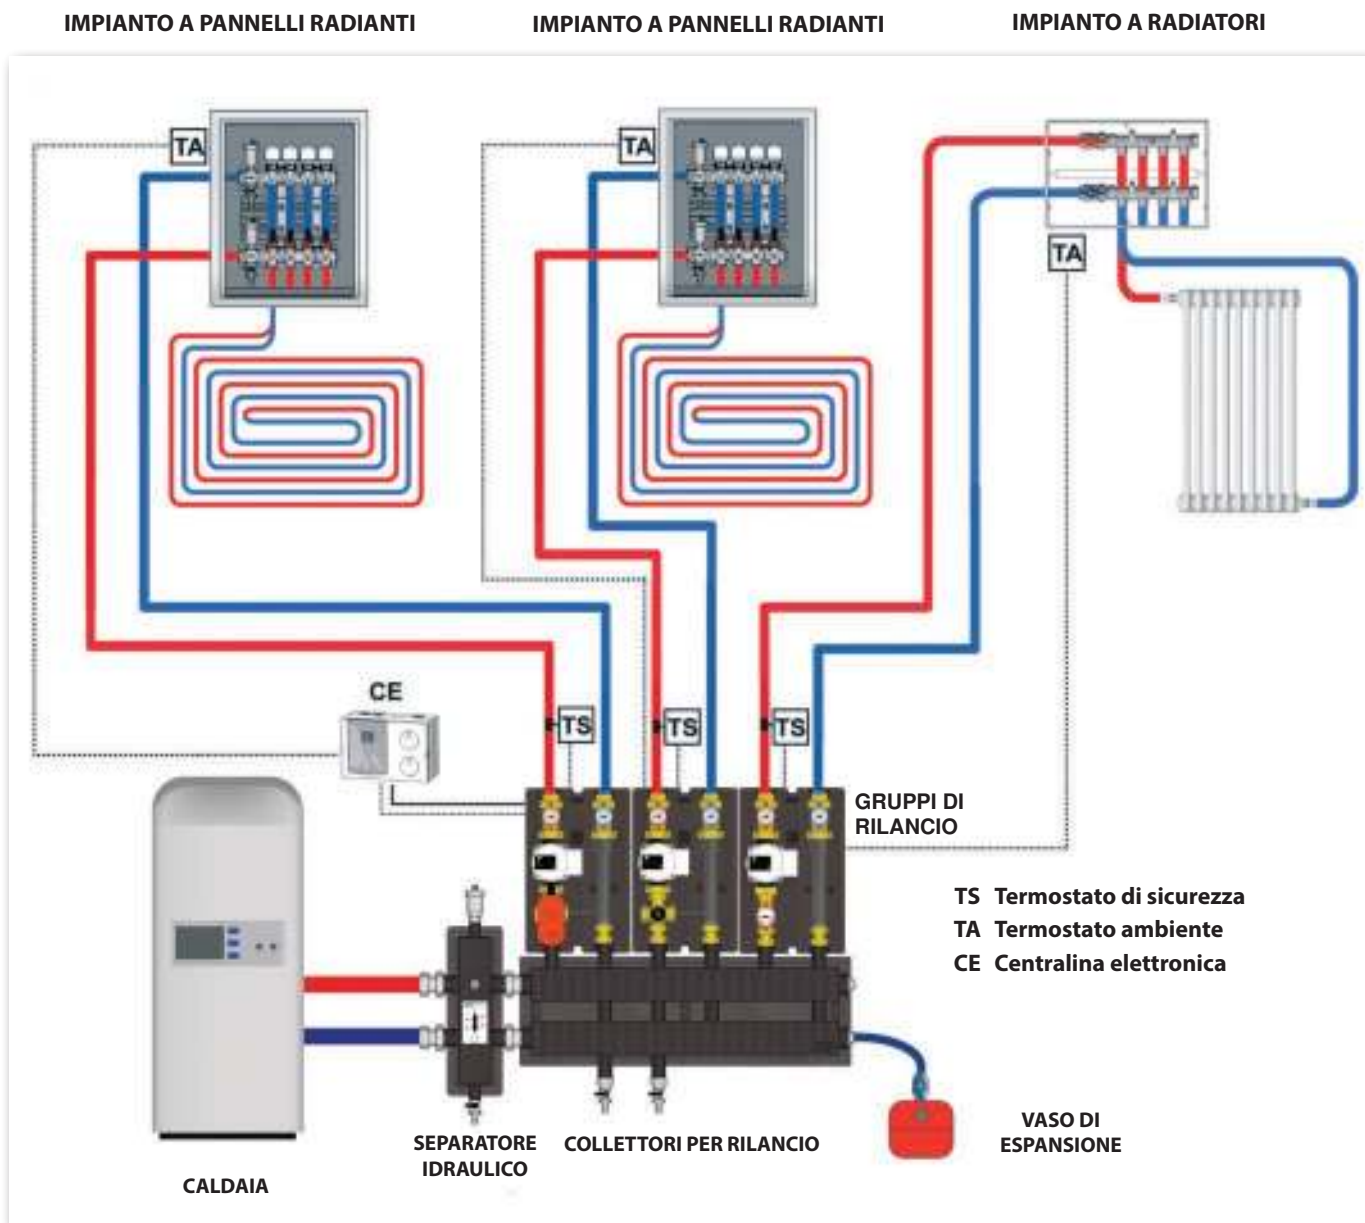 IMPIANTO A PANNELLI RADIANTI
IMPIANTO A PANNELLI RADIANTI
IMPIANTO A RADIATORI
TA
TA
TA
CE
TS
TS
TS
GRUPPI DI
RILANCIO
TS Termostato di sicurezza
TA Termostato ambiente
CE Centralina elettronica
SEPARATORE
IDRAULICO
COLLETTORI PER RILANCIO
VASO DI
ESPANSIONE
CALDAIA